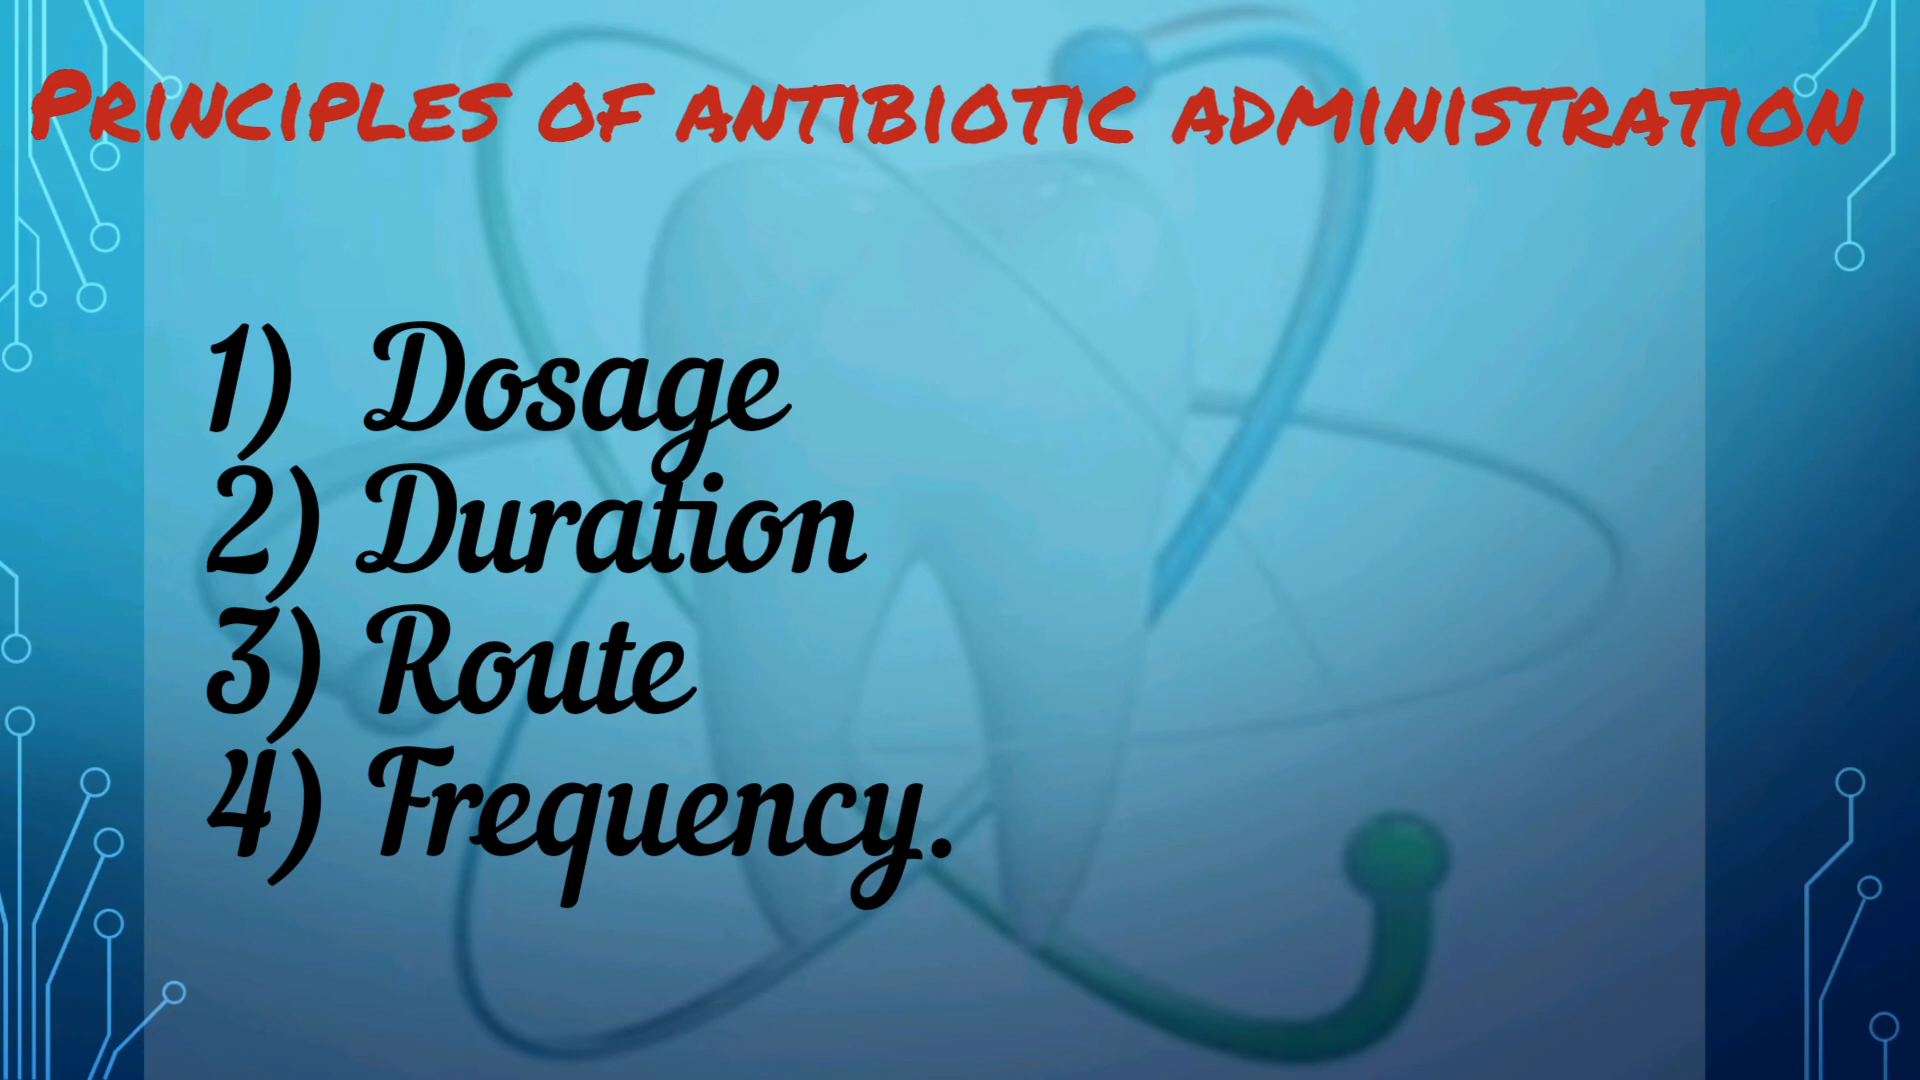 Principles of antibiotic administration
1) Dosage
2) Duration
3) Route
4) Frequency.